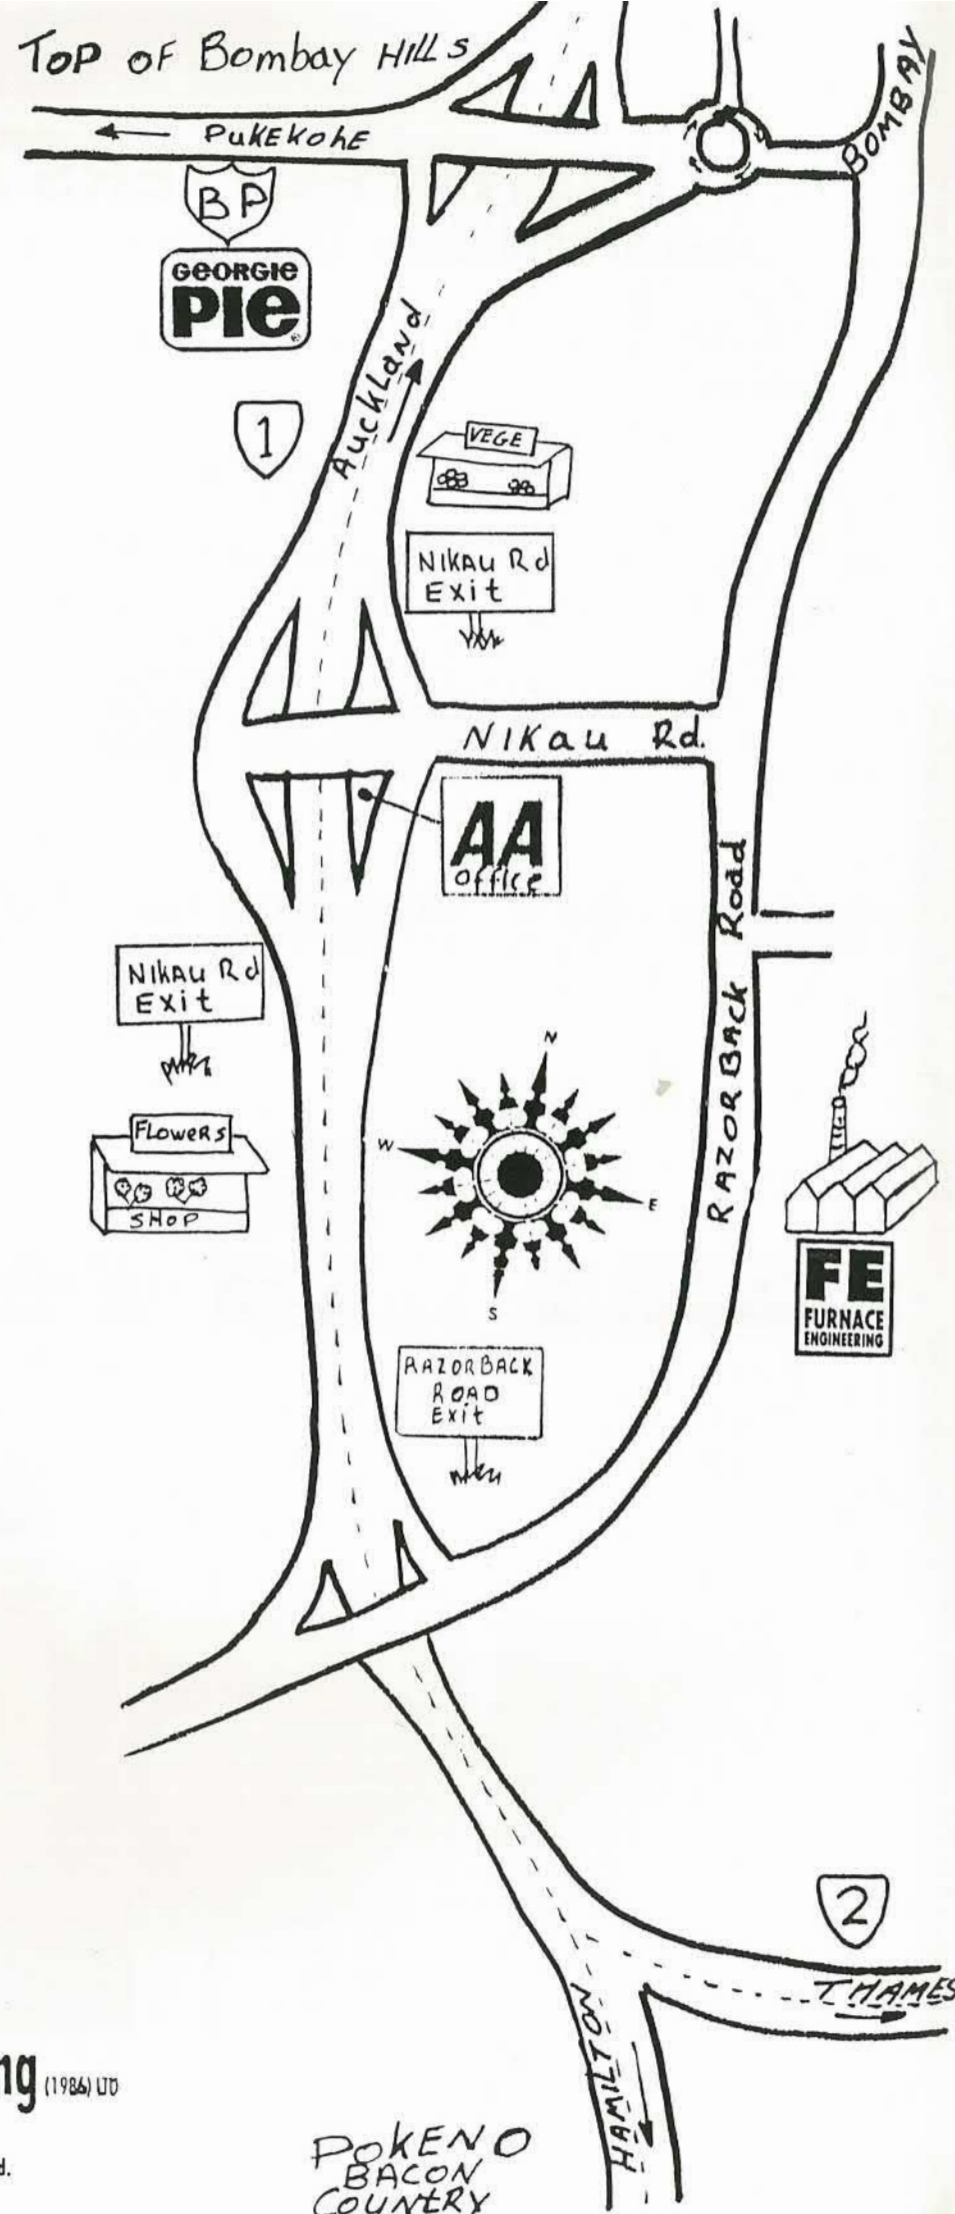 TOP OF Bombay HILLS
BOMBAY
PUKEKOHE
BP
GEORGIE
PIE
AUCKLAND
1
VEGE
NIKAU Rd
Exit
NIKAU Rd.
AA
Office
Road
NIKAU Rd
Exit
RAZORBACK
N
FLOWERS
W
E
SHOP
S
FE
FURNACE
ENGINEERING
RAZORBACK
ROAD
Exit
2
THAMES
HAMILTON
ng (1986) LTD
d.
POKENO
BACON
COUNTRY